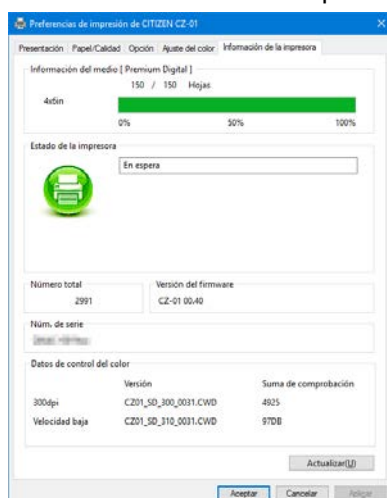 Preferencias de impresión de CITIZEN CZ-01
Presentación Papel/Calidad Opción Ajuste del color Información de la impresora
Información del medio [ Premium Digital ]
150 / 150 Hojas
4x6in
0% 50% 100%
Estado de la impresora
En espera
Número total Versión del firmware
2991 CZ-01 00.40
Núm. de serie
Datos de control del color
Versión Suma de comprobación
300dpi CZ01_SD_300_0031.CWD 4925
Velocidad baja CZ01_SD_310_0031.CWD 97DB
Actualizar(U)
Aceptar Cancelar Aplicar